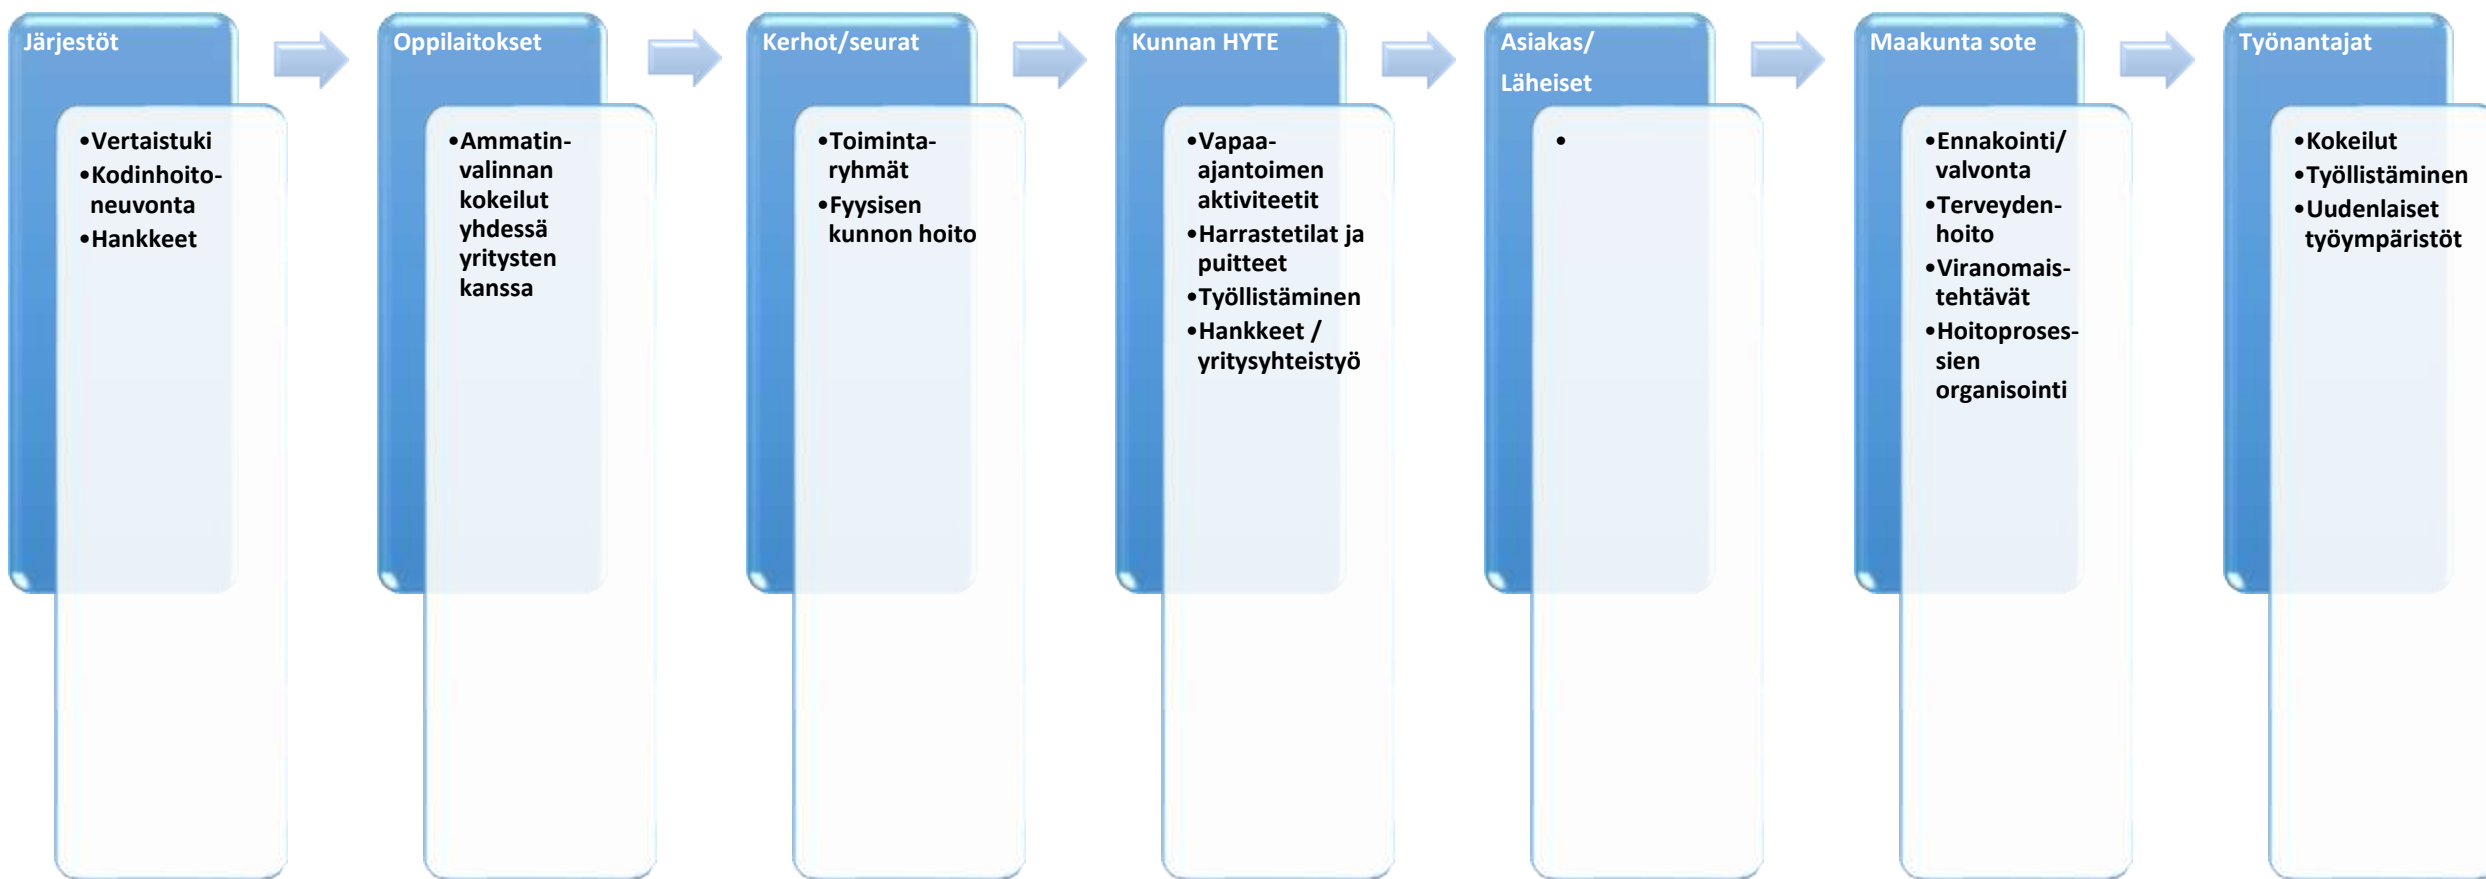 Järjestöt
•Vertaistuki
•Kodinhoito-
neuvonta
•Hankkeet
Oppilaitokset
•Ammatin-
valinnan
kokeilut
yhdessä
yritysten
kanssa
Kerhot/seurat
•Toiminta-
ryhmät
•Fyysisen
kunnon hoito
Kunnan HYTE
•Vapaa-
ajantoimen
aktiviteetit
•Harrastetilat ja
puitteet
•Työllistäminen
•Hankkeet /
yritysyhteistyö
Asiakas/
Läheiset
•
Maakunta sote
•Ennakointi/
valvonta
•Terveyden-
hoito
•Viranomais-
tehtävät
•Hoitoproses-
sien
organisointi
Työnantajat
•Kokeilut
•Työllistäminen
•Uudenlaiset
työympäristöt